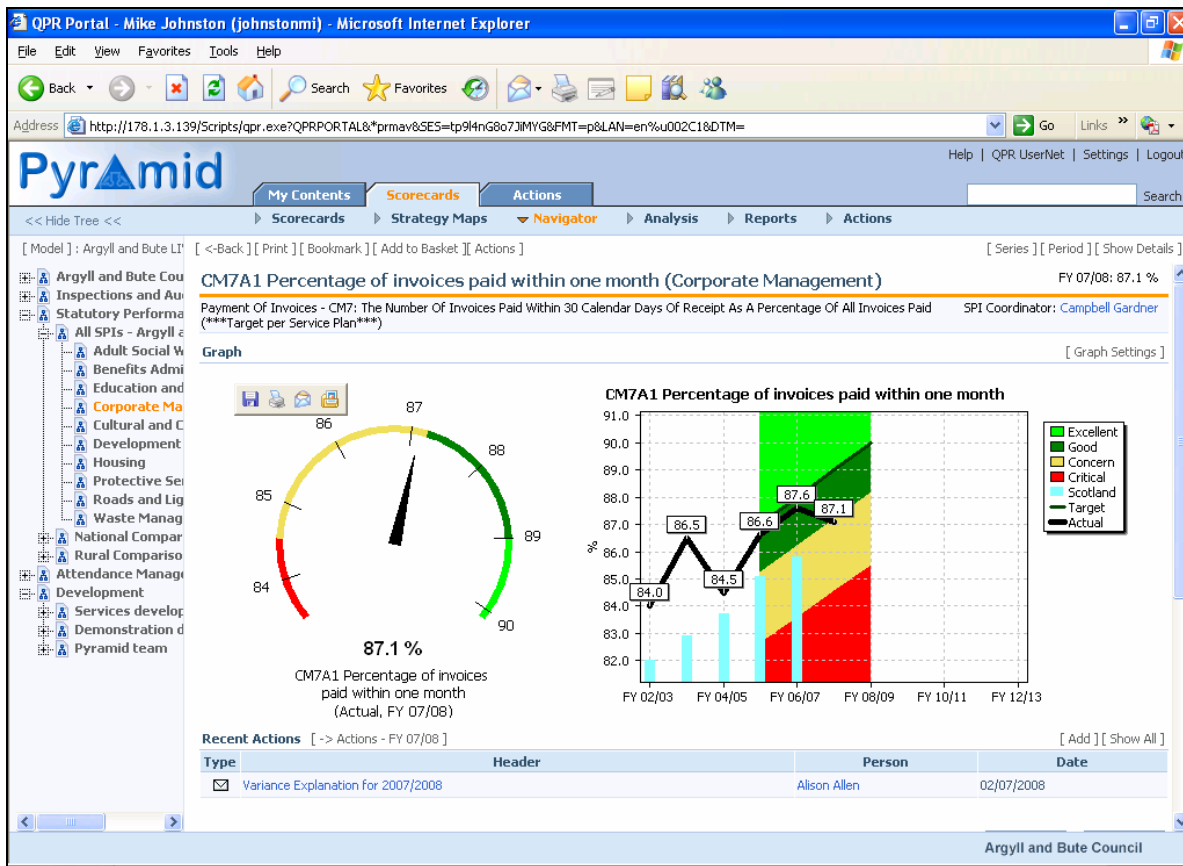 QPR Portal - Mike Johnston (johnstonmi) - Microsoft Internet Explorer
File Edit View Favorites Tools Help
Back Search Favorites
Address http://178.1.3.139/Scripts/qpr.exe?QPRPORTAL&*prmav&SES=tp9l4nG8o7JiMYG&FMT=p&LAN=en%u002C1&DTM= Go Links »
Pyramid
Help | QPR UserNet | Settings | Logout
My Contents Scorecards Actions
Search
<< Hide Tree << Scorecards Strategy Maps Navigator Analysis Reports Actions
[ Model ] : Argyll and Bute LI'
[ <-Back ] [ Print ] [ Bookmark ] [ Add to Basket ][ Actions ]
[ Series ] [ Period ] [ Show Details ]
Argyll and Bute Cou
Inspections and Au
Statutory Performa
All SPIs - Argyll a
Adult Social W
Benefits Admi
Education and
Corporate Ma
Cultural and C
Development
Housing
Protective Se
Roads and Lig
Waste Manag
National Compar
Rural Compariso
Attendance Manage
Development
Services develop
Demonstration d
Pyramid team
CM7A1 Percentage of invoices paid within one month (Corporate Management)
FY 07/08: 87.1 %
Payment Of Invoices - CM7: The Number Of Invoices Paid Within 30 Calendar Days Of Receipt As A Percentage Of All Invoices Paid
(***Target per Service Plan***)
SPI Coordinator: Campbell Gardner
Graph
[ Graph Settings ]
84
85
86
87
88
89
90
87.1 %
CM7A1 Percentage of invoices
paid within one month
(Actual, FY 07/08)
CM7A1 Percentage of invoices paid within one month
91.0
90.0
89.0
88.0
87.0
86.0
85.0
84.0
83.0
82.0
%
84.0
86.5
84.5
86.6
87.6
87.1
FY 02/03 FY 04/05 FY 06/07 FY 08/09 FY 10/11 FY 12/13
Excellent
Good
Concern
Critical
Scotland
Target
Actual
Recent Actions [ -> Actions - FY 07/08 ]
[ Add ] [ Show All ]
Type Header Person Date
Variance Explanation for 2007/2008 Alison Allen 02/07/2008
Argyll and Bute Council